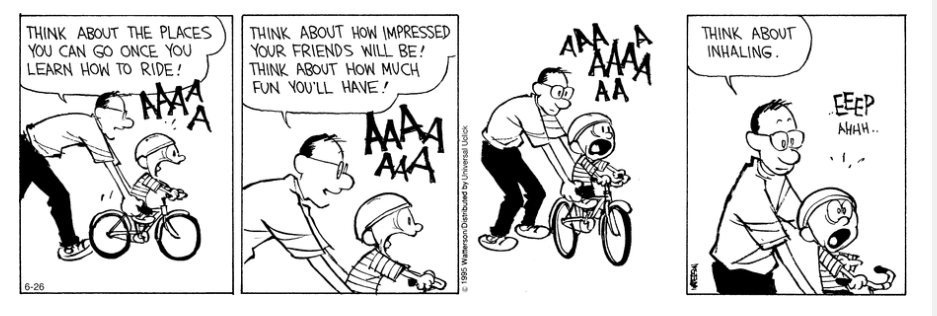 THINK ABOUT THE PLACES
YOU CAN GO ONCE YOU
LEARN HOW TO RIDE!
AAAA
A
6-26
THINK ABOUT HOW IMPRESSED
YOUR FRIENDS WILL BE!
THINK ABOUT HOW MUCH
FUN YOU'LL HAVE!
AAAA
AAA
© 1995 Watterson/Distributed by Universal Uclick
AAA A
AAAA
AA
THINK ABOUT
INHALING.
EEEP
AHHH..